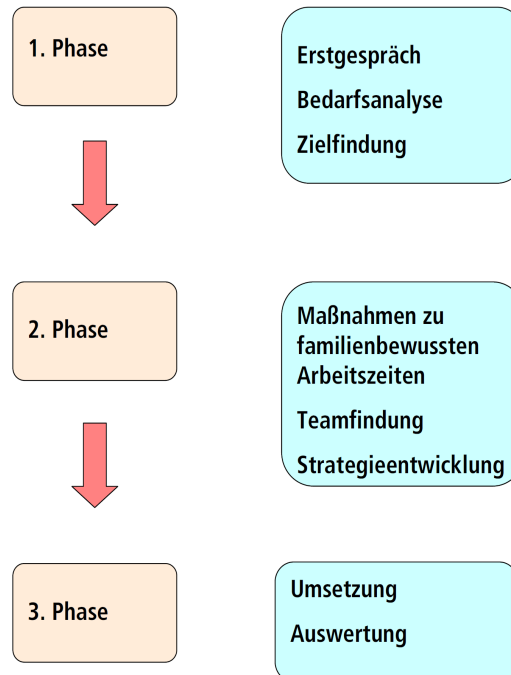 1. Phase
Erstgespräch
Bedarfsanalyse
Zielfindung
2. Phase
Maßnahmen zu
familienbewussten
Arbeitszeiten
Teamfindung
Strategieentwicklung
3. Phase
Umsetzung
Auswertung